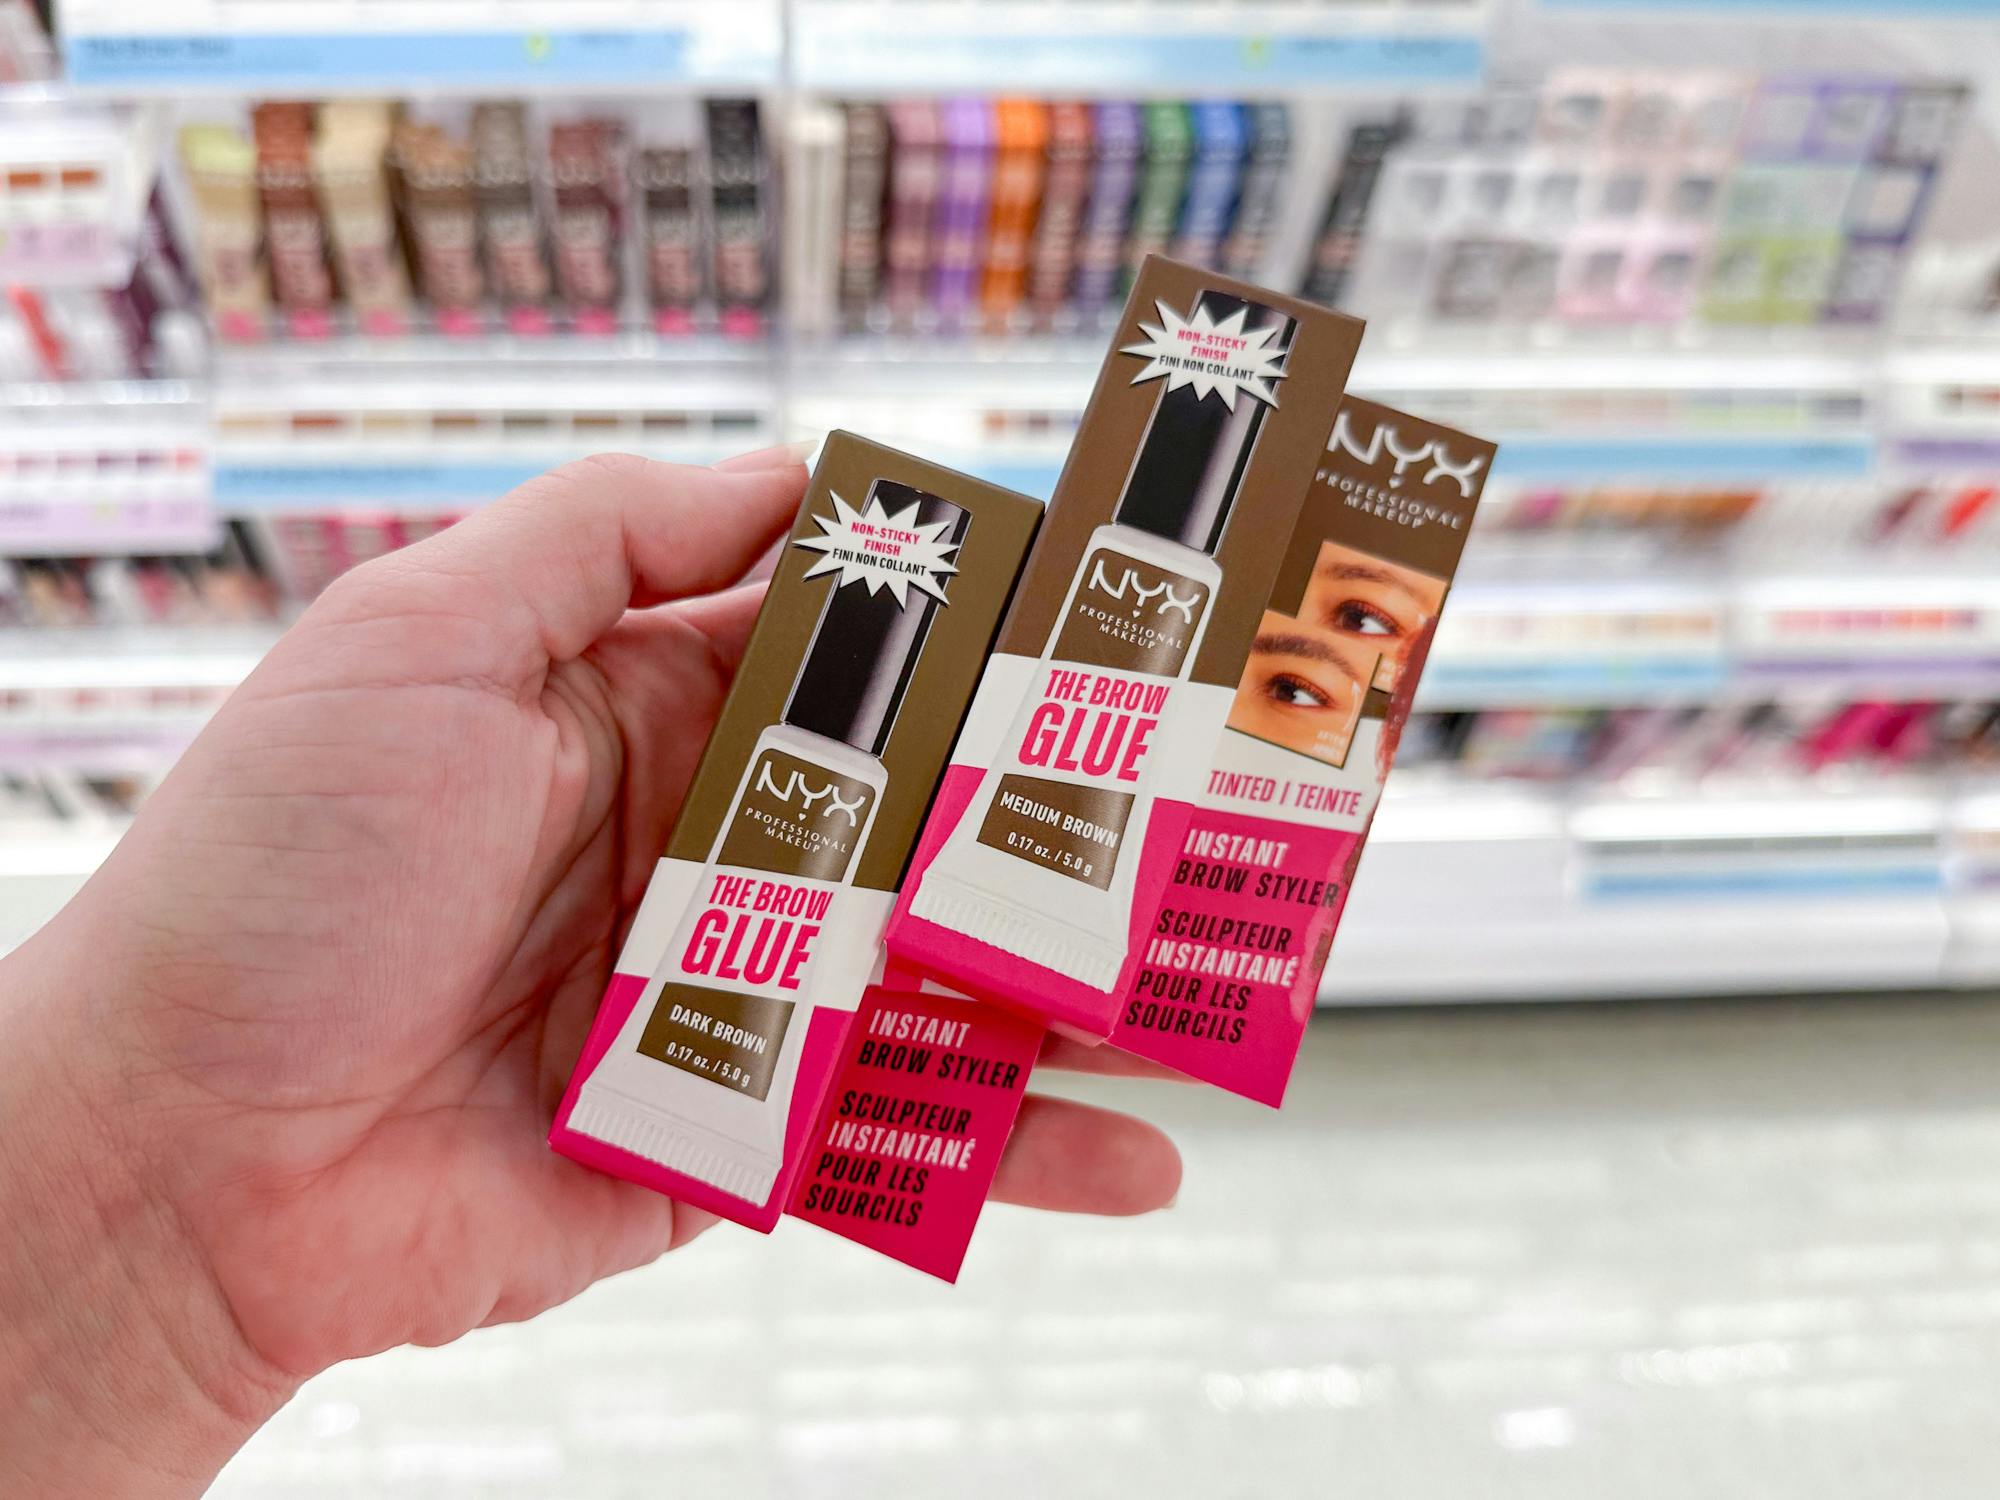 NON-STICKY
FINISH
FINI NON COLLANT
NYX
PROFESSIONAL
MAKEUP
THE BROW
GLUE
DARK BROWN
0.17 oz. / 5.0 g
INSTANT
BROW STYLER
SCULPTEUR
INSTANTANÉ
POUR LES
SOURCILS
NON-STICKY
FINISH
FINI NON COLLANT
NYX
PROFESSIONAL
MAKEUP
THE BROW
GLUE
MEDIUM BROWN
0.17 oz. / 5.0 g
NYX
PROFESSIONAL
MAKEUP
TINTED / TEINTE
INSTANT
BROW STYLER
SCULPTEUR
INSTANTANÉ
POUR LES
SOURCILS